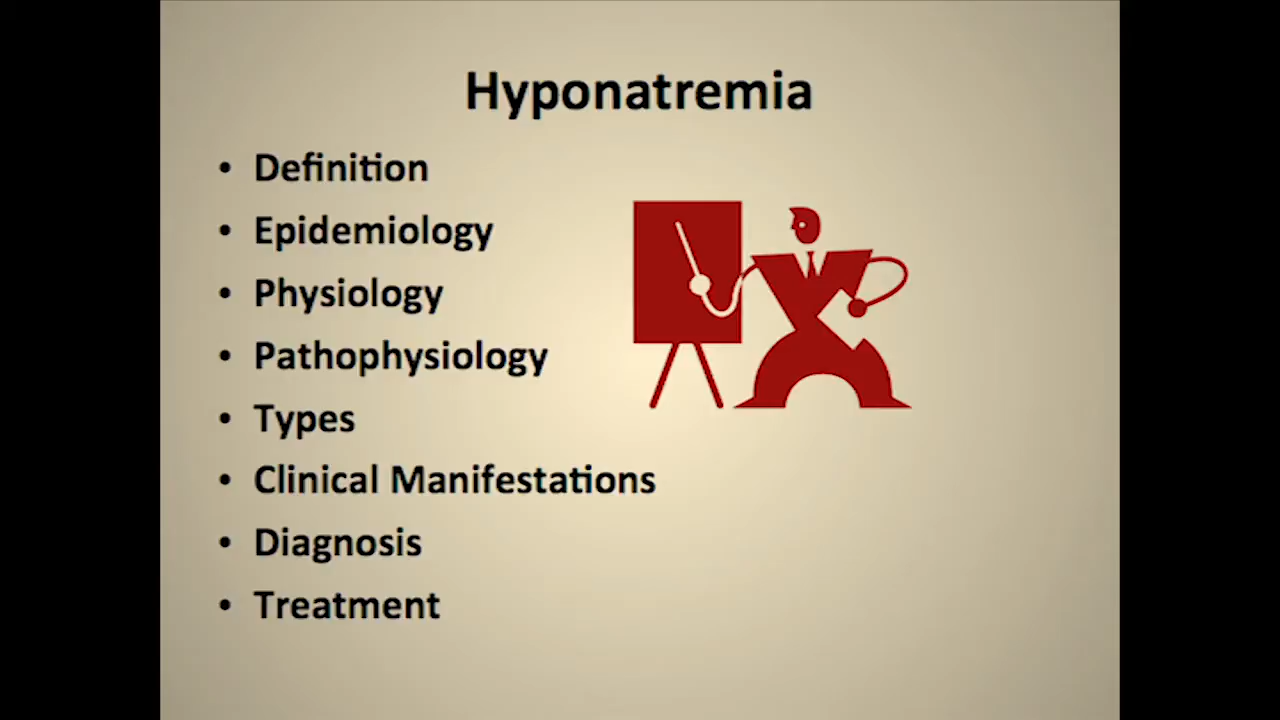 Hyponatremia
• Definition
• Epidemiology
• Physiology
• Pathophysiology
• Types
• Clinical Manifestations
• Diagnosis
• Treatment